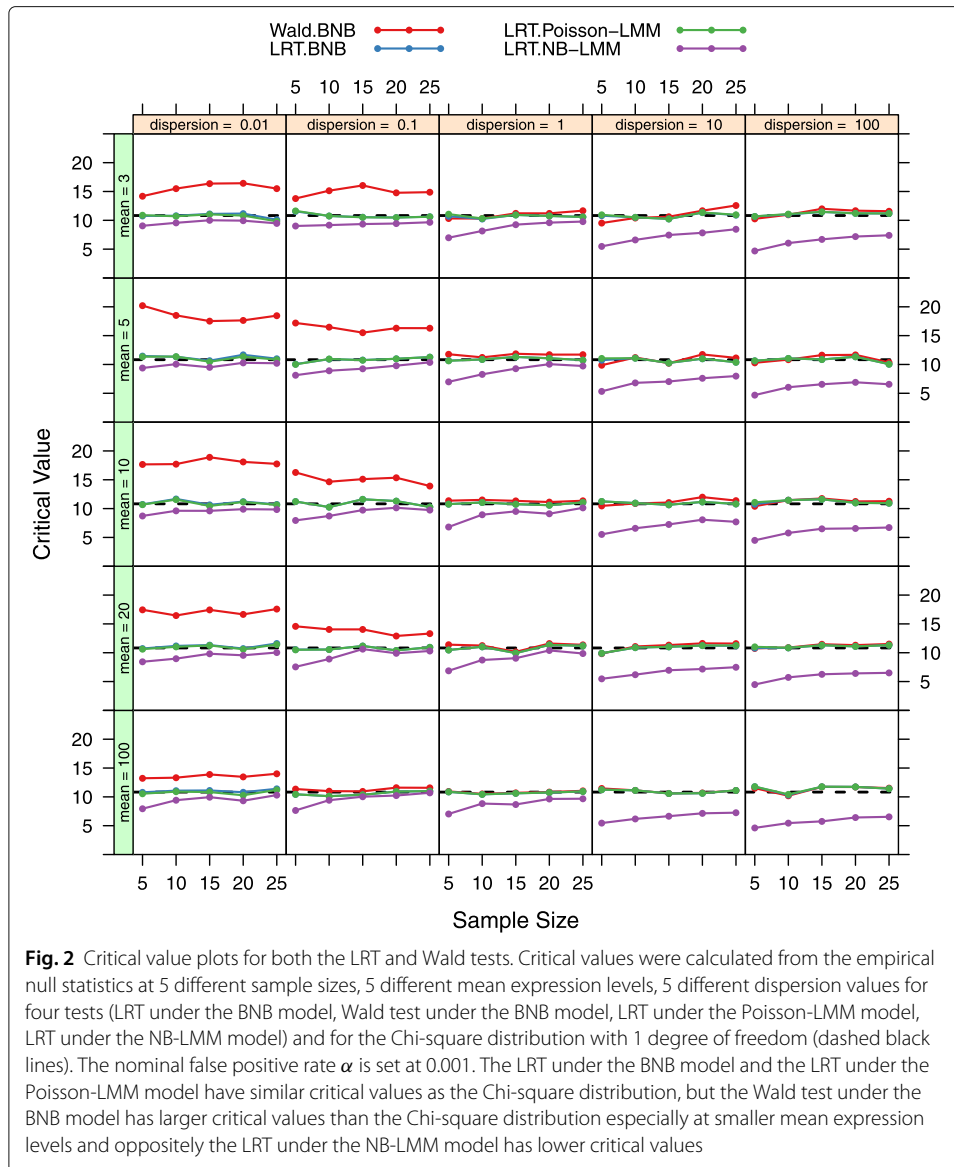 Wald.BNB LRT.Poisson−LMM
LRT.BNB LRT.NB−LMM
5 10 15 20 25
dispersion = 0.01 dispersion = 0.1 dispersion = 1 dispersion = 10 dispersion = 100
mean = 3
20
15
10
5
mean = 5
20
15
10
5
mean = 10
20
15
10
5
mean = 20
20
15
10
5
mean = 100
20
15
10
5
Critical Value
5 10 15 20 25 5 10 15 20 25 5 10 15 20 25
Sample Size
Fig. 2 Critical value plots for both the LRT and Wald tests. Critical values were calculated from the empirical
null statistics at 5 different sample sizes, 5 different mean expression levels, 5 different dispersion values for
four tests (LRT under the BNB model, Wald test under the BNB model, LRT under the Poisson-LMM model,
LRT under the NB-LMM model) and for the Chi-square distribution with 1 degree of freedom (dashed black
lines). The nominal false positive rate α is set at 0.001. The LRT under the BNB model and the LRT under the
Poisson-LMM model have similar critical values as the Chi-square distribution, but the Wald test under the
BNB model has larger critical values than the Chi-square distribution especially at smaller mean expression
levels and oppositely the LRT under the NB-LMM model has lower critical values